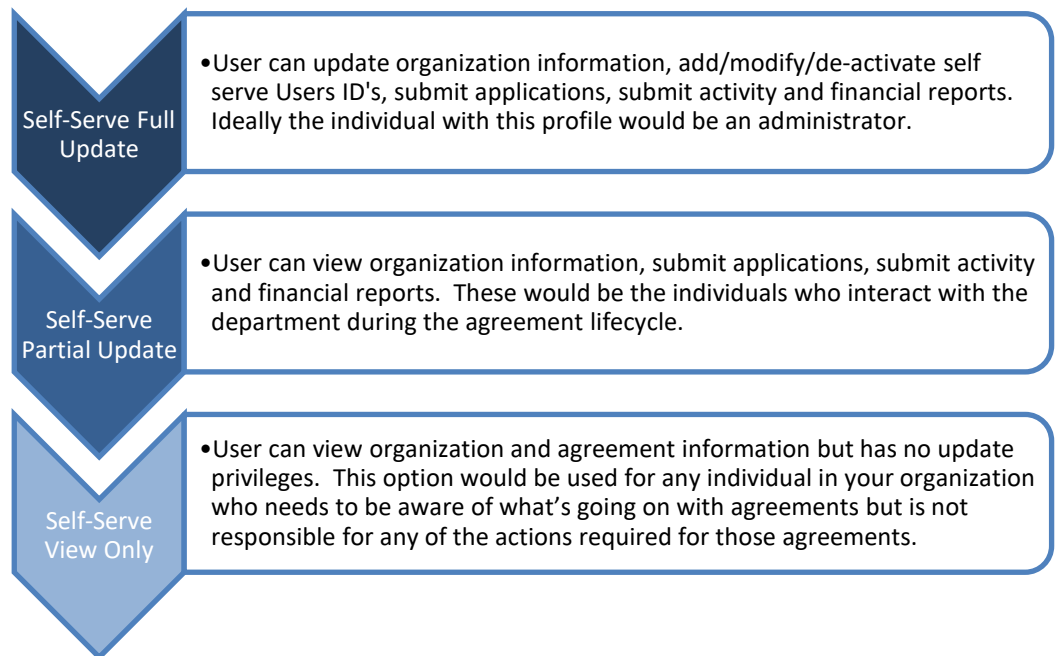 Self-Serve Full
Update
•User can update organization information, add/modify/de-activate self
serve Users ID's, submit applications, submit activity and financial reports.
Ideally the individual with this profile would be an administrator.
Self-Serve
Partial Update
•User can view organization information, submit applications, submit activity
and financial reports.  These would be the individuals who interact with the
department during the agreement lifecycle.
Self-Serve
View Only
•User can view organization and agreement information but has no update
privileges.  This option would be used for any individual in your organization
who needs to be aware of what’s going on with agreements but is not
responsible for any of the actions required for those agreements.